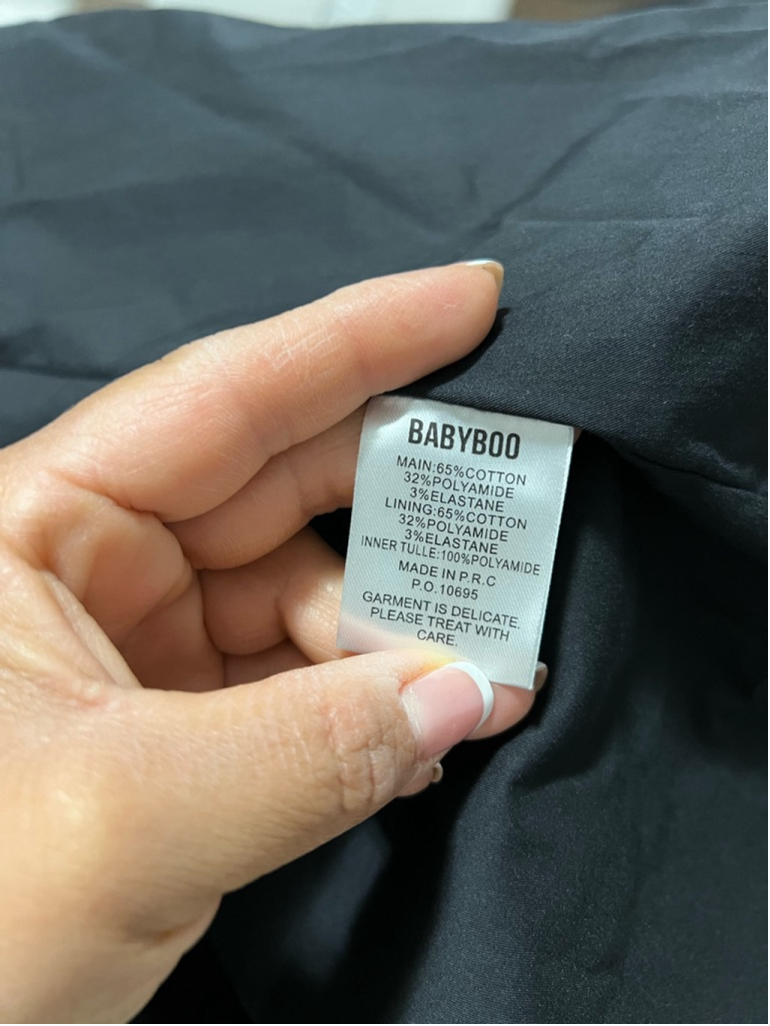 BABYBOO
MAIN:65%COTTON
32%POLYAMIDE
3%ELASTANE
LINING:65%COTTON
32%POLYAMIDE
3%ELASTANE
INNER TULLE:100%POLYAMIDE
MADE IN P.R.C
P.O.10695
GARMENT IS DELICATE.
PLEASE TREAT WITH
CARE.